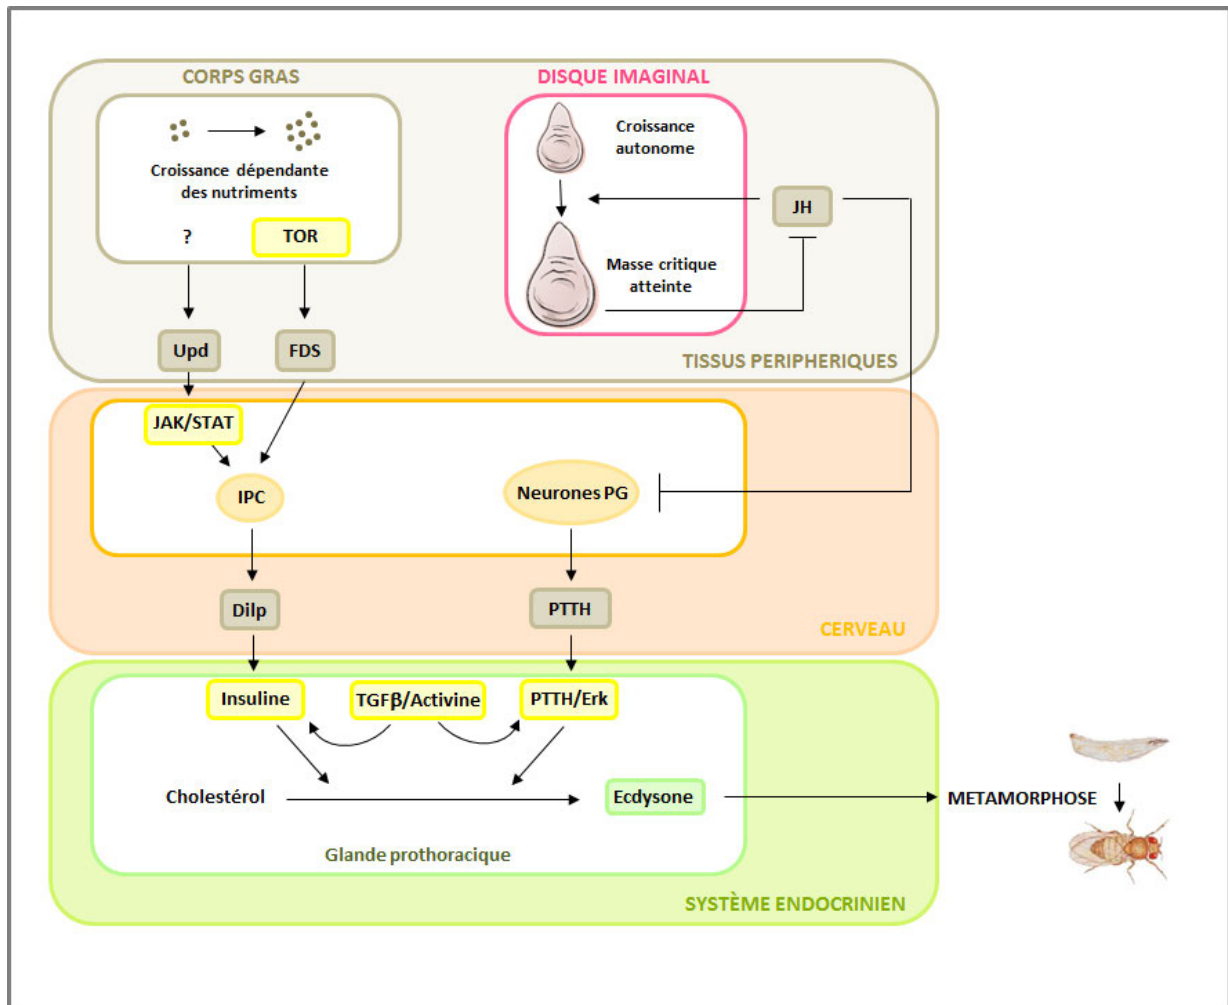 CORPS GRAS
DISQUE IMAGINAL
Croissance dépendante
des nutriments
?
TOR
Croissance
autonome
Masse critique
atteinte
JH
Upd
FDS
TISSUS PERIPHERIQUES
JAK/STAT
IPC
Neurones PG
Dilp
PTTH
CERVEAU
Insuline
TGFβ/Activine
PTTH/Erk
Cholestérol
Ecdysone
METAMORPHOSE
Glande prothoracique
SYSTÈME ENDOCRINIEN